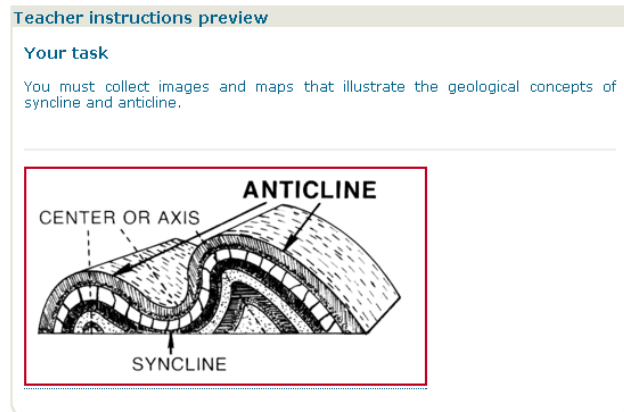 Teacher instructions preview
Your task
You must collect images and maps that illustrate the geological concepts of
syncline and anticline.
ANTICLINE
CENTER OR AXIS
SYNCLINE